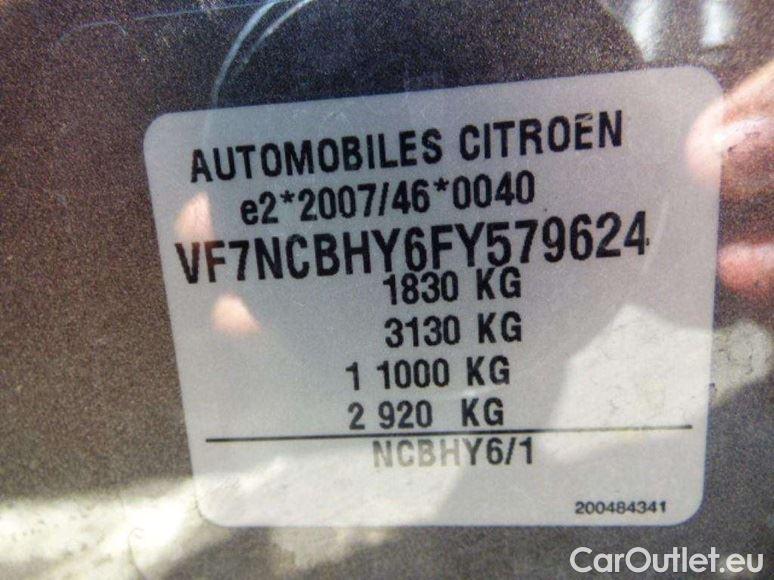 AUTOMOBILES CITROËN
e2*2007/46*0040
VF7NCBHY6FY579624
1830 KG
3130 KG
1 1000 KG
2 920 KG
NCBHY6/1
200484341
CarOutlet.eu